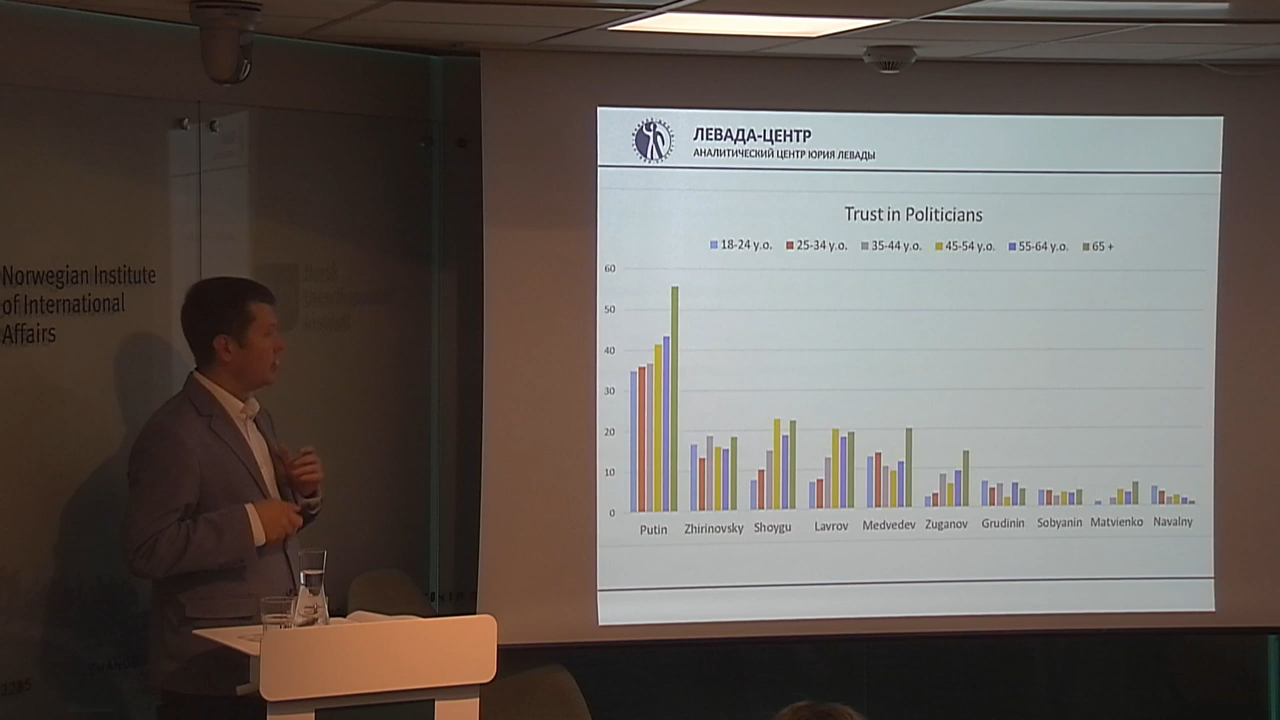 Norwegian Institute
of International
Affairs
ЛЕВАДА-ЦЕНТР
АНАЛИТИЧЕСКИЙ ЦЕНТР ЮРИЯ ЛЕВАДЫ
Trust in Politicians
18-24 y.o. 25-34 y.o. 35-44 y.o. 45-54 y.o. 55-64 y.o. 65 +
60
50
40
30
20
10
0
Putin Zhirinovsky Shoygu Lavrov Medvedev Zuganov Grudinin Sobyanin Matvienko Navalny